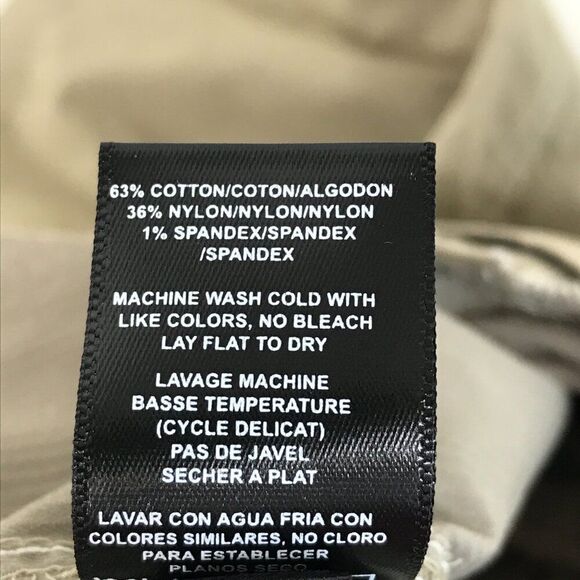 63% COTTON/COTON/ALGODON
36% NYLON/NYLON/NYLON
1% SPANDEX/SPANDEX
/SPANDEX
MACHINE WASH COLD WITH
LIKE COLORS, NO BLEACH
LAY FLAT TO DRY
LAVAGE MACHINE
BASSE TEMPERATURE
(CYCLE DELICAT)
PAS DE JAVEL
SECHER A PLAT
LAVAR CON AGUA FRIA CON
COLORES SIMILARES, NO CLORO
PARA ESTABLECER
PLANOS SECO